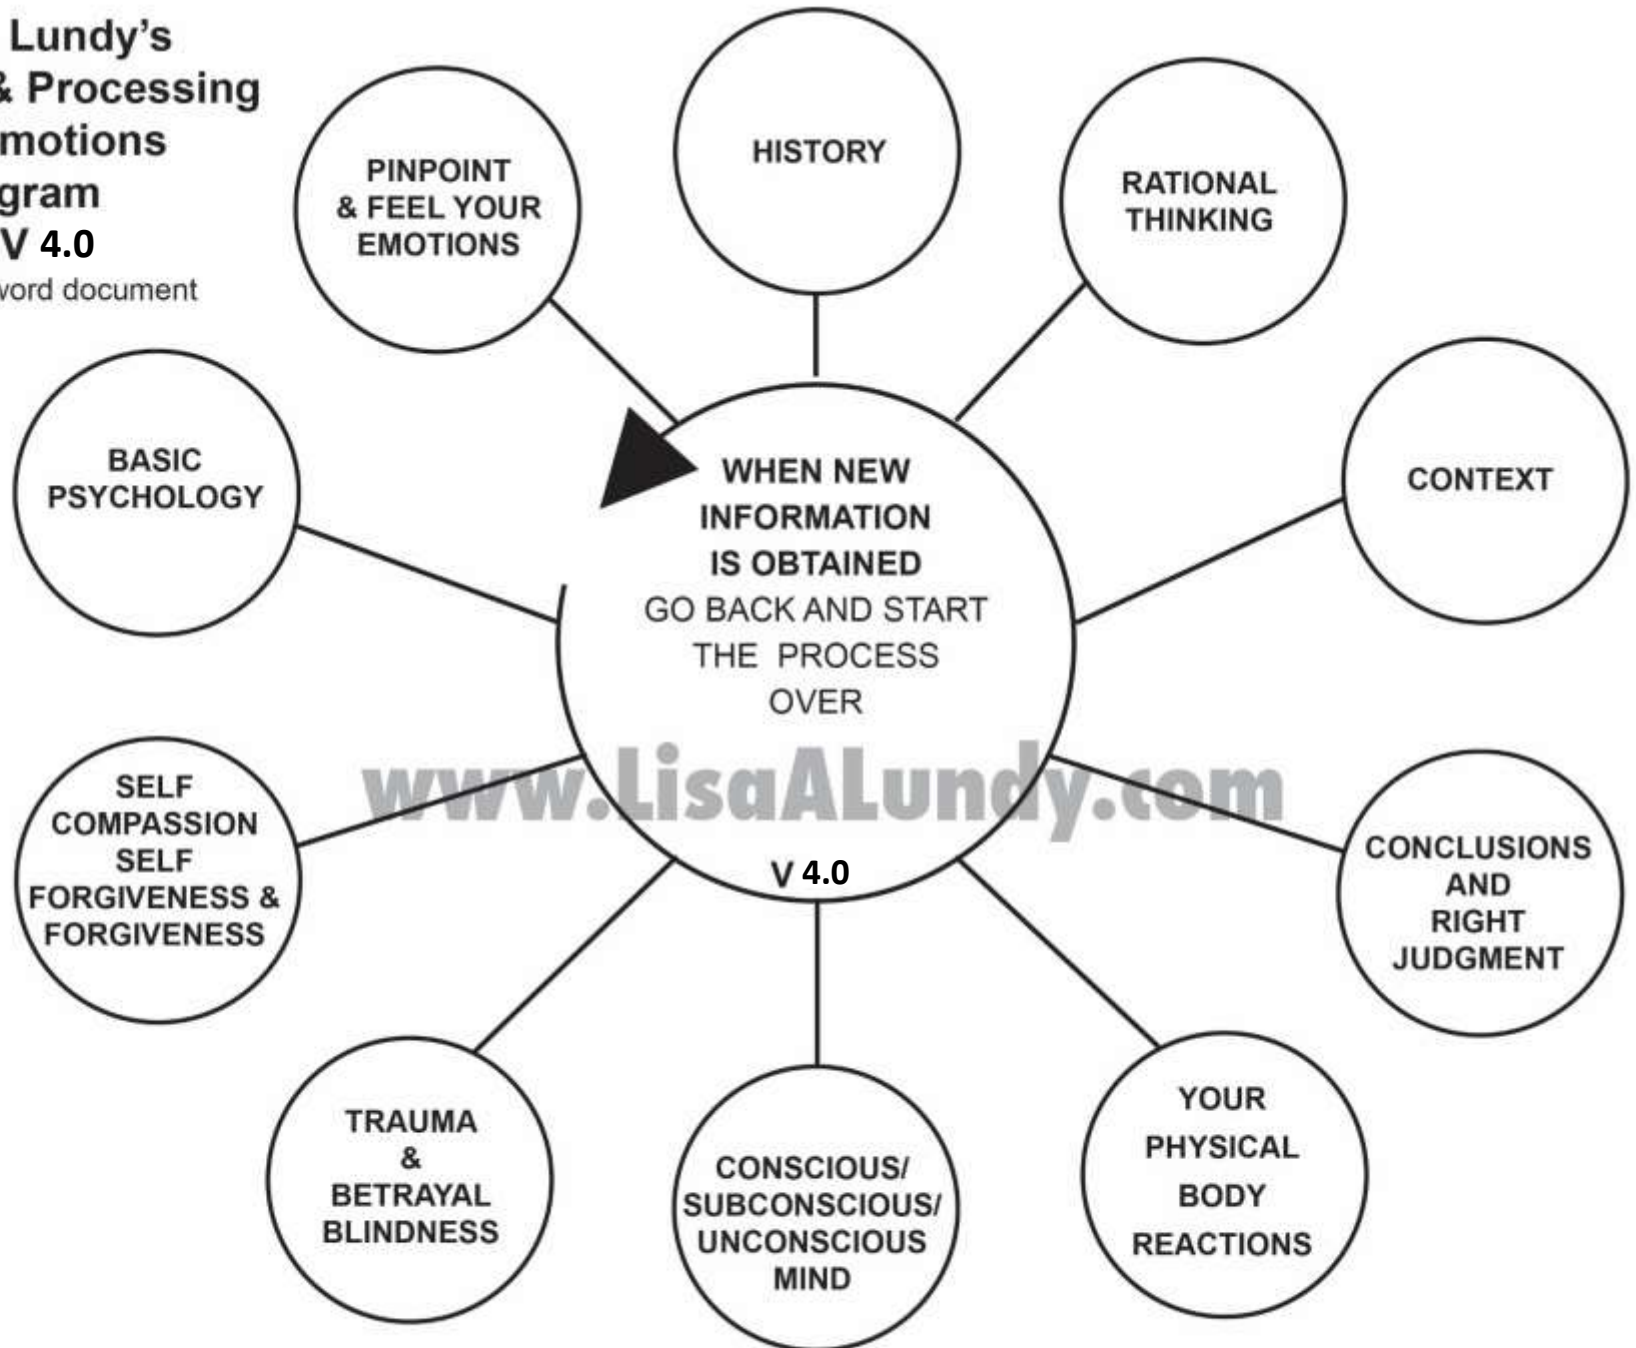 Lundy’s
& Processing
motions
gram
V 4.0
word document
PINPOINT
& FEEL YOUR
EMOTIONS
HISTORY
RATIONAL
THINKING
CONTEXT
CONCLUSIONS
AND
RIGHT
JUDGMENT
YOUR
PHYSICAL
BODY
REACTIONS
CONSCIOUS/
SUBCONSCIOUS/
UNCONSCIOUS
MIND
TRAUMA
&
BETRAYAL
BLINDNESS
SELF
COMPASSION
SELF
FORGIVENESS &
FORGIVENESS
BASIC
PSYCHOLOGY
WHEN NEW
INFORMATION
IS OBTAINED
GO BACK AND START
THE PROCESS
OVER
www.LisaALundy.com
V 4.0